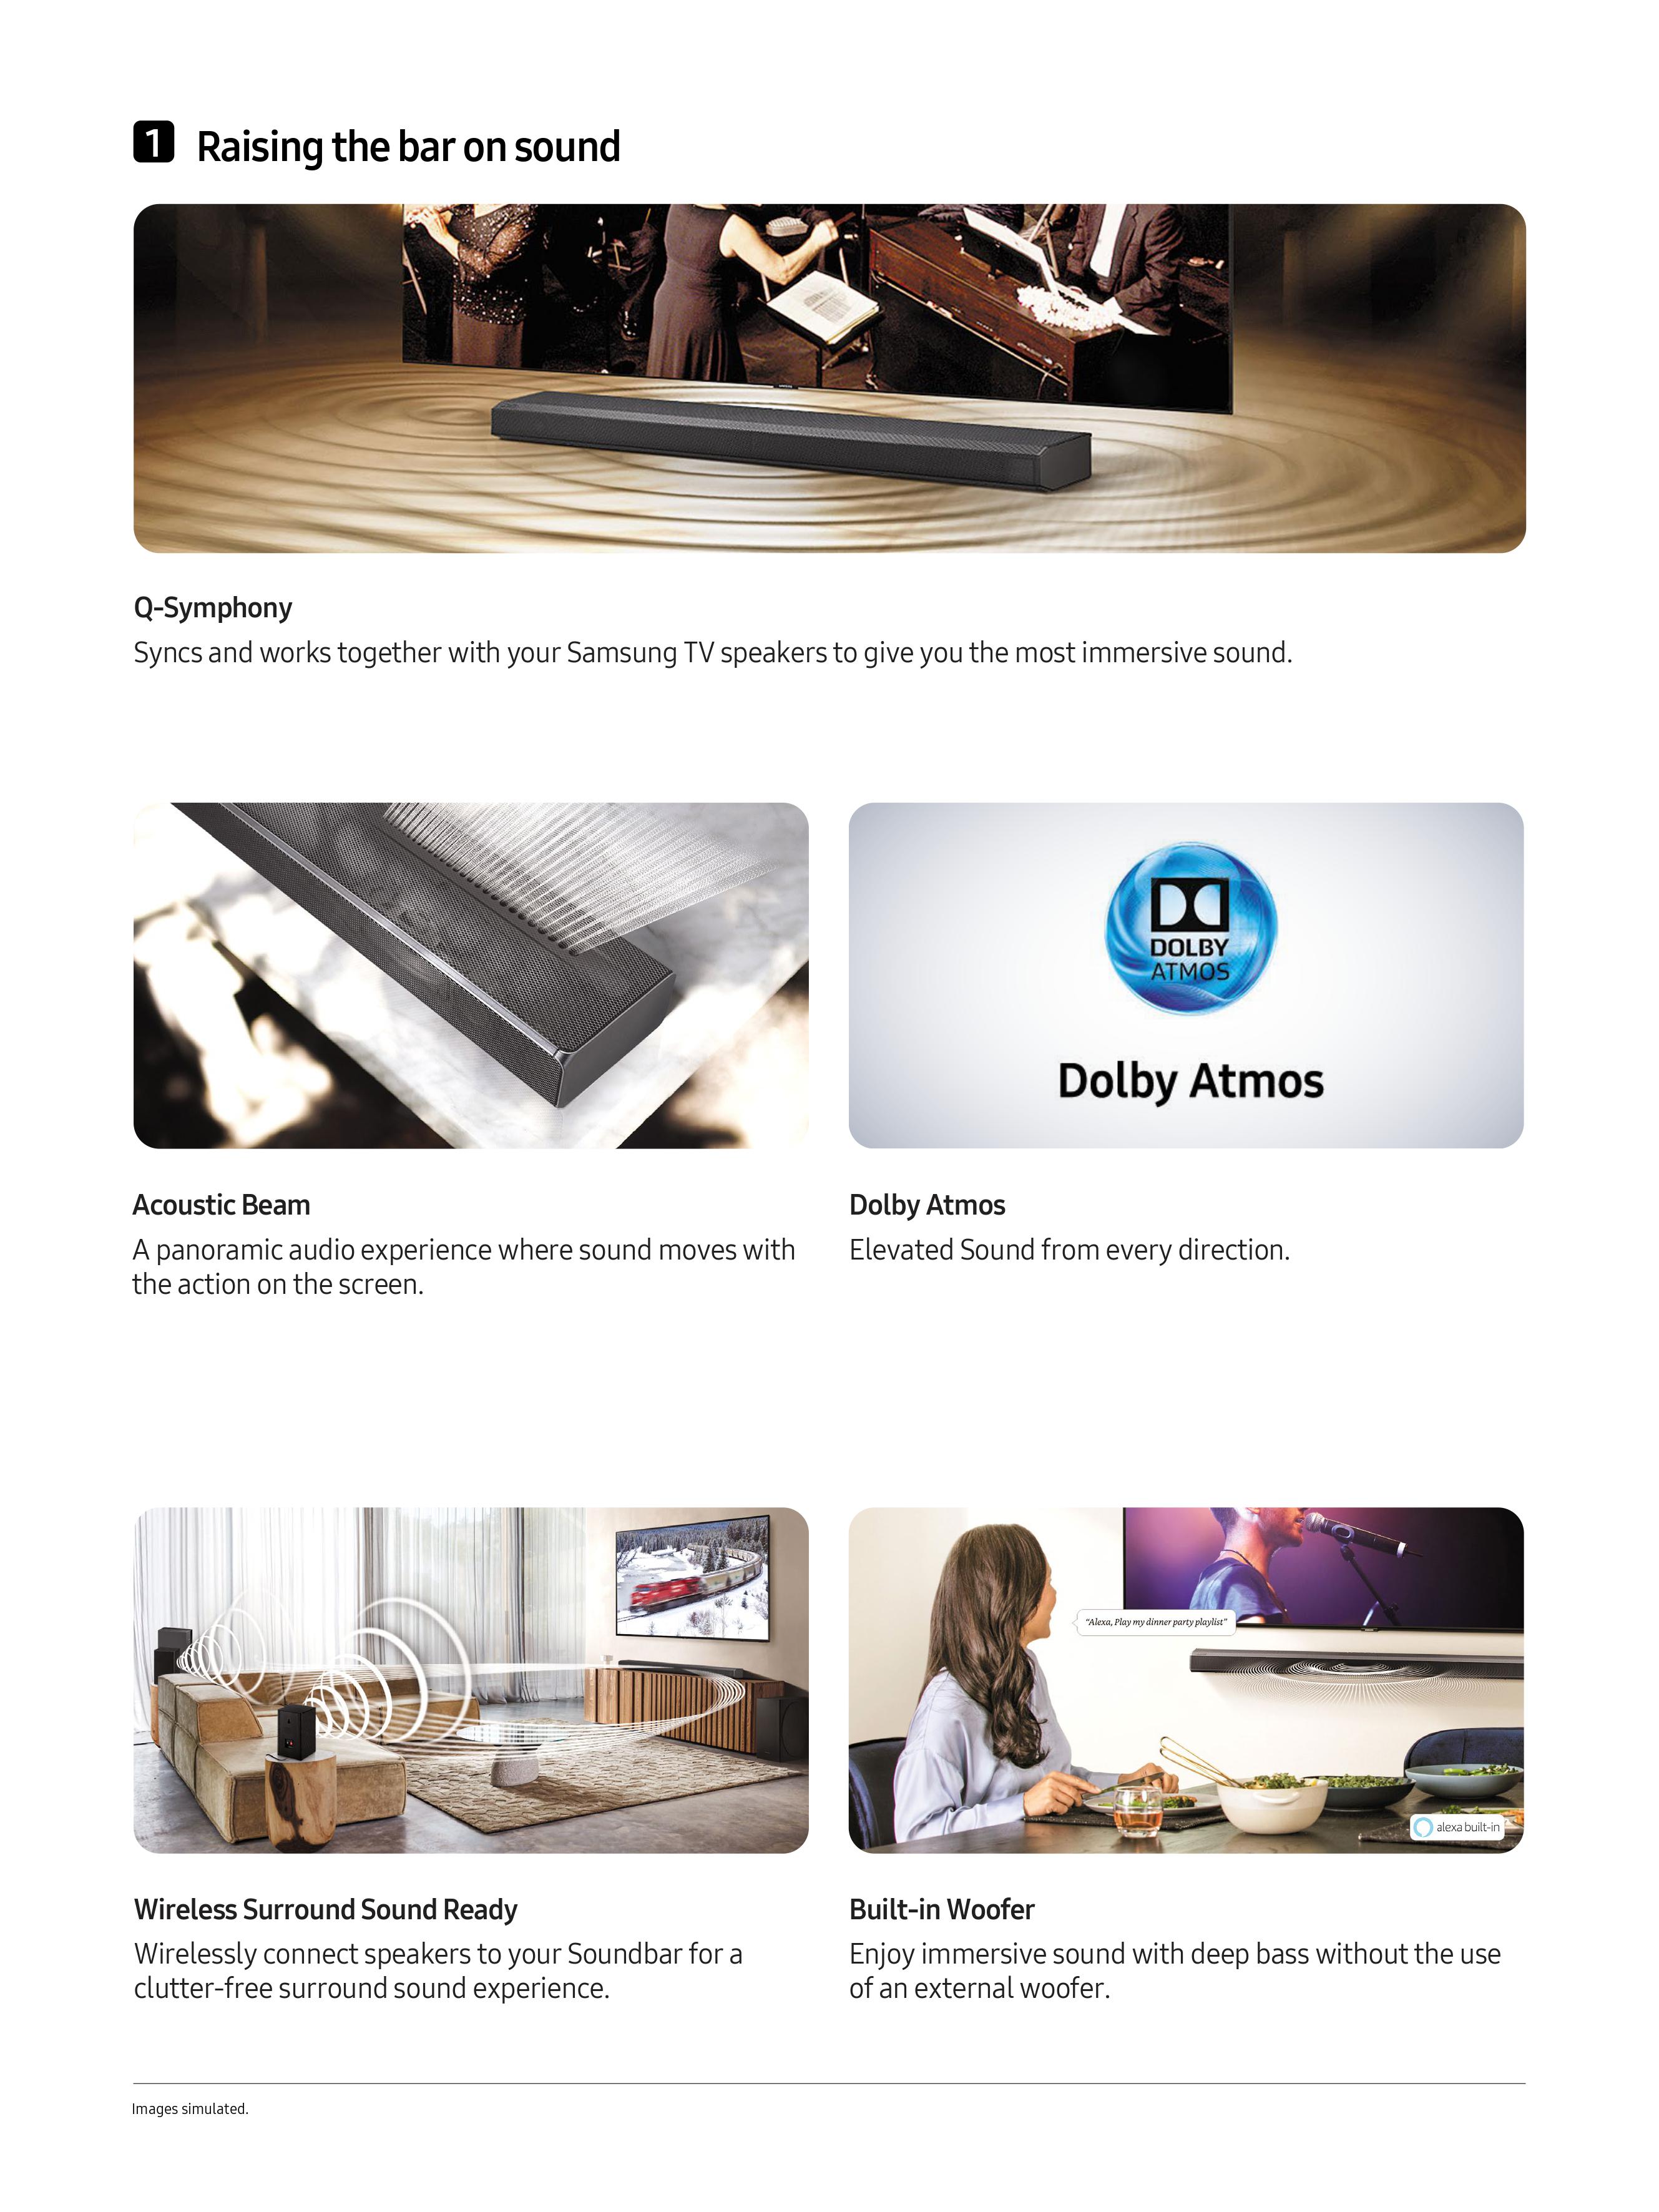 1 Raising the bar on sound
Q-Symphony
Syncs and works together with your Samsung TV speakers to give you the most immersive sound.
DOLBY
ATMOS
Dolby Atmos
Acoustic Beam
A panoramic audio experience where sound moves with
the action on the screen.
Dolby Atmos
Elevated Sound from every direction.
"Alexa, Play my dinner party playlist"
alexa built-in
Wireless Surround Sound Ready
Wirelessly connect speakers to your Soundbar for a
clutter-free surround sound experience.
Built-in Woofer
Enjoy immersive sound with deep bass without the use
of an external woofer.
Images simulated.